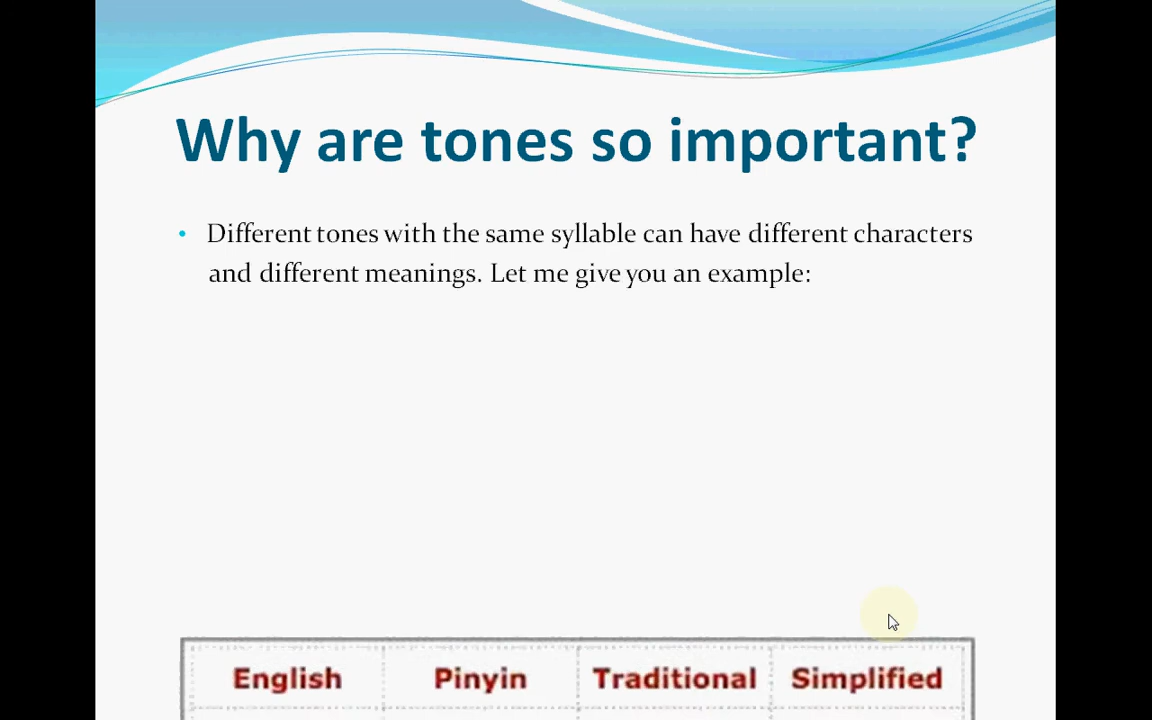 Why are tones so important?
• Different tones with the same syllable can have different characters
and different meanings. Let me give you an example:
English Pinyin Traditional Simplified